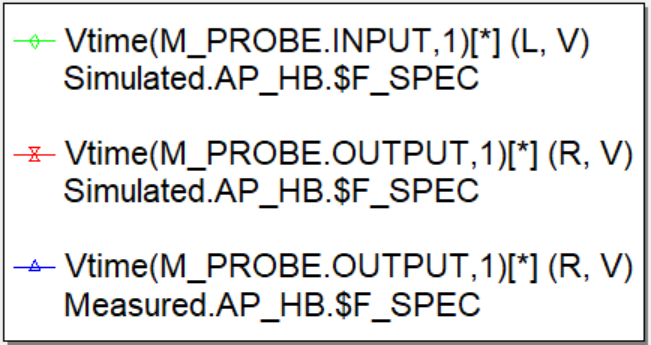 Vtime(M_PROBE.INPUT,1)[*] (L, V)
Simulated.AP_HB.$F_SPEC
Vtime(M_PROBE.OUTPUT,1)[*] (R, V)
Simulated.AP_HB.$F_SPEC
Vtime(M_PROBE.OUTPUT,1)[*] (R, V)
Measured.AP_HB.$F_SPEC